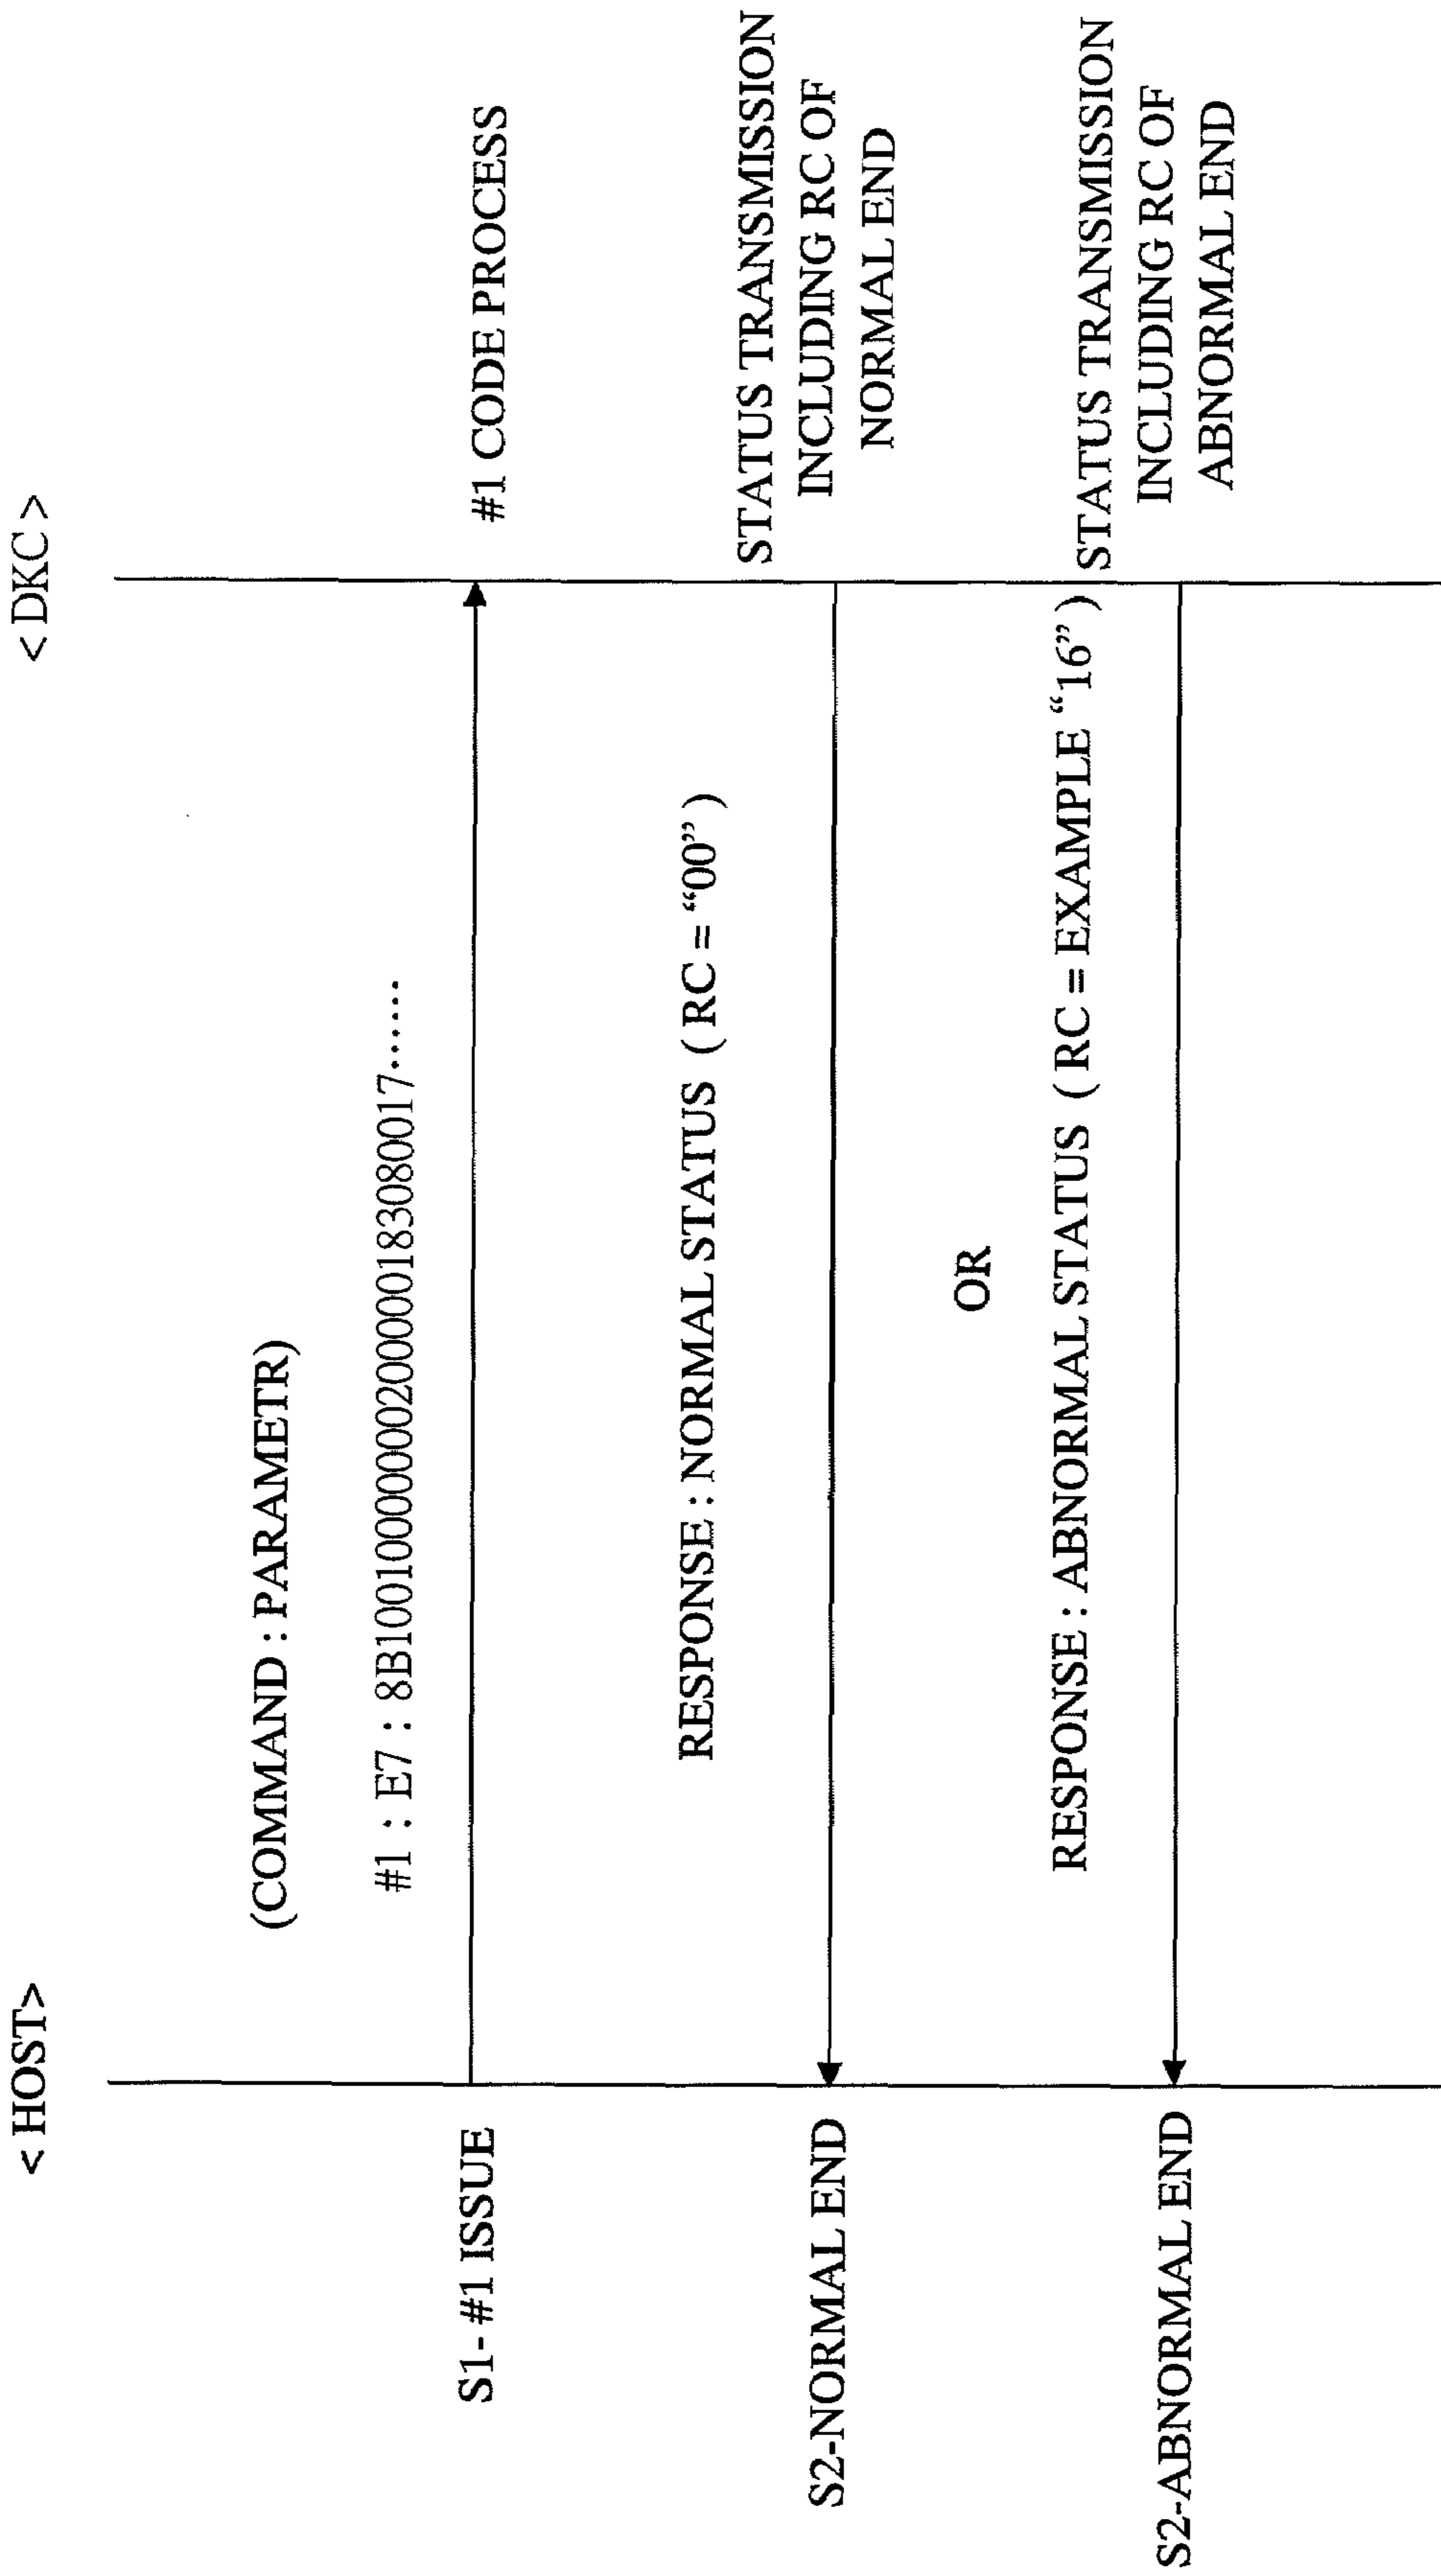 < HOST>
< DKC >
(COMMAND : PARAMETR)
#1 : E7 : 8B10010000000200000183080017······
S1- #1 ISSUE
#1 CODE PROCESS
RESPONSE : NORMAL STATUS ( RC = “00” )
S2-NORMAL END
STATUS TRANSMISSION
INCLUDING RC OF
NORMAL END
OR
RESPONSE : ABNORMAL STATUS ( RC = EXAMPLE “16” )
S2-ABNORMAL END
STATUS TRANSMISSION
INCLUDING RC OF
ABNORMAL END